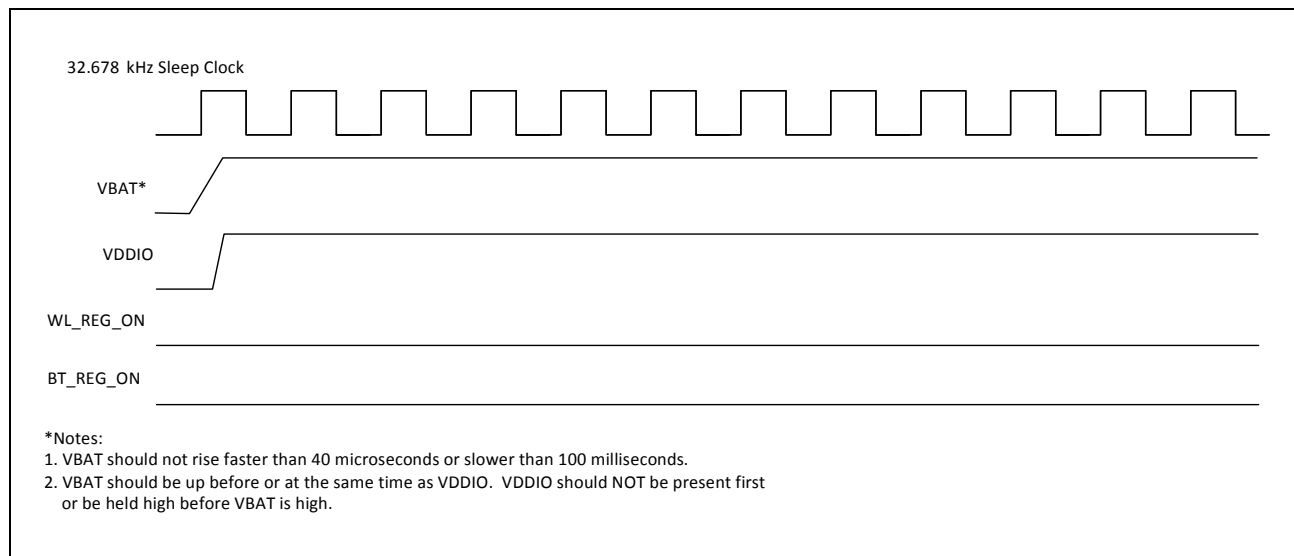 32.678 kHz Sleep Clock
VBAT*
VDDIO
WL_REG_ON
BT_REG_ON
*Notes:
1. VBAT should not rise faster than 40 microseconds or slower than 100 milliseconds.
2. VBAT should be up before or at the same time as VDDIO. VDDIO should NOT be present first
or be held high before VBAT is high.